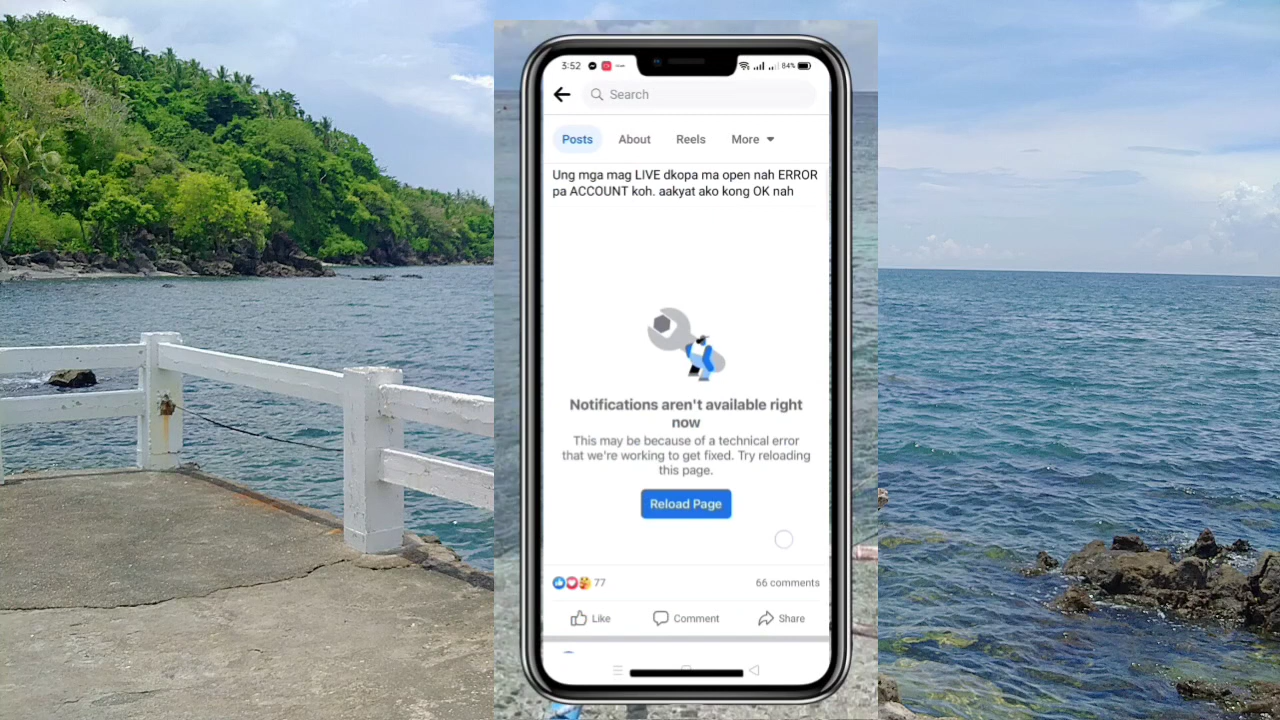 3:52
84%
Search
Posts About Reels More
Ung mga mag LIVE dkopa ma open nah ERROR
pa ACCOUNT koh. aakyat ako kong OK nah
Notifications aren't available right
now
This may be because of a technical error
that we're working to get fixed. Try reloading
this page.
Reload Page
77 66 comments
Like Comment Share